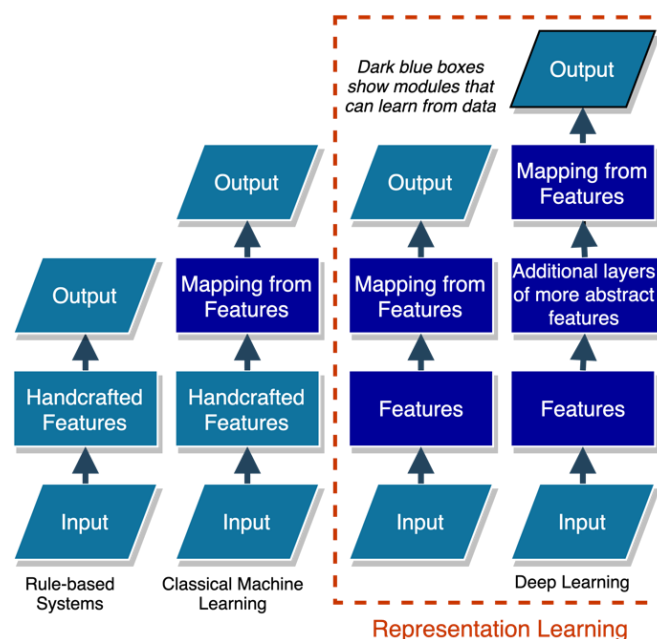 Dark blue boxes
show modules that
can learn from data
Output
Handcrafted
Features
Input
Rule-based
Systems
Output
Mapping from
Features
Handcrafted
Features
Input
Classical Machine
Learning
Output
Mapping from
Features
Features
Input
Output
Mapping from
Features
Additional layers
of more abstract
features
Features
Input
Deep Learning
Representation Learning